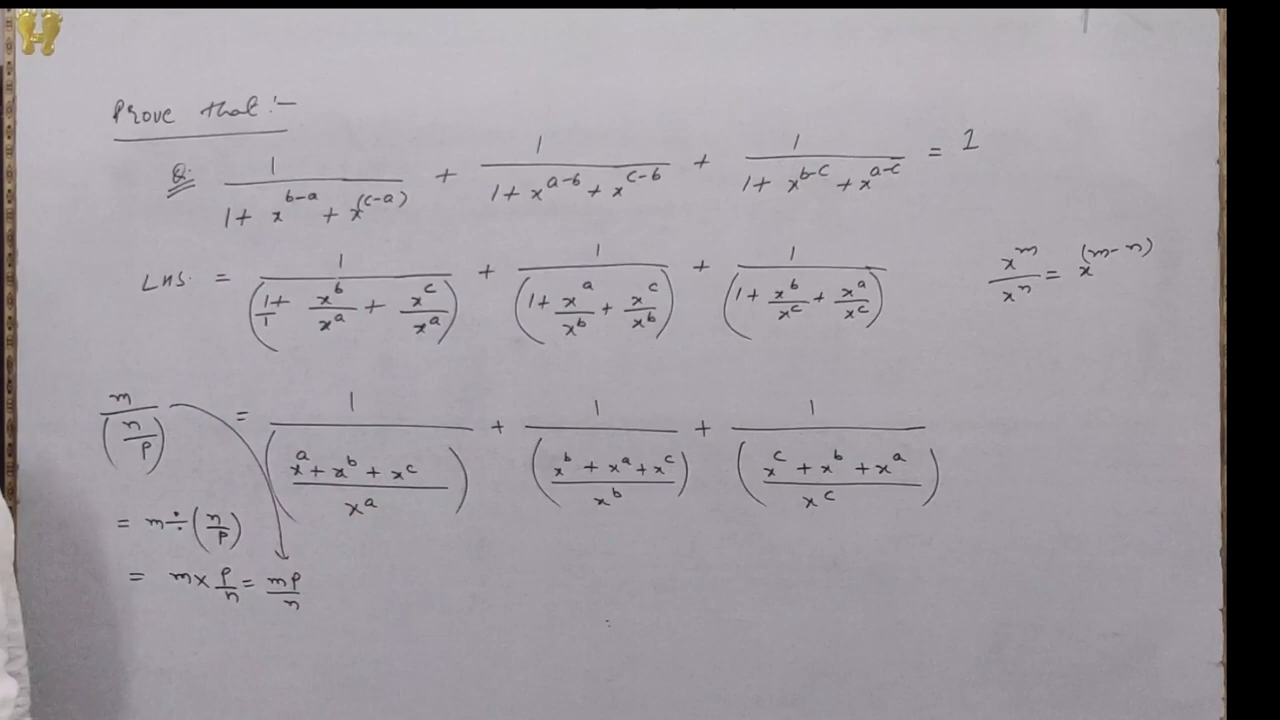 Prove that :-
Q. 1/(1 + x^(b-a) + x^(c-a)) + 1/(1 + x^(a-b) + x^(c-b)) + 1/(1 + x^(b-c) + x^(a-c)) = 1
LHS. = 1/(1/1 + x^b/x^a + x^c/x^a) + 1/(1 + x^a/x^b + x^c/x^b) + 1/(1 + x^b/x^c + x^a/x^c)
x^m/x^n = x^(m-n)
m/(n/p)
= 1/((x^a + x^b + x^c)/x^a) + 1/((x^b + x^a + x^c)/x^b) + 1/((x^c + x^b + x^a)/x^c)
= m ÷ (n/p)
= m × p/n = mp/n